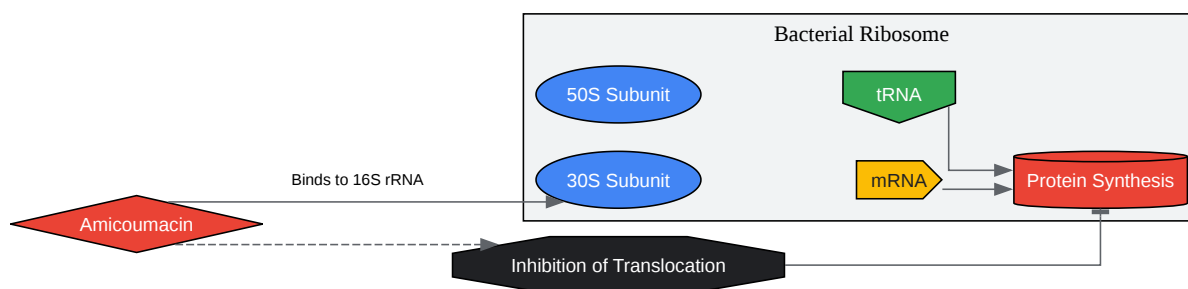 Bacterial Ribosome
50S Subunit
tRNA
Binds to 16S rRNA
30S Subunit
mRNA
Protein Synthesis
Amicoumacin
Inhibition of Translocation